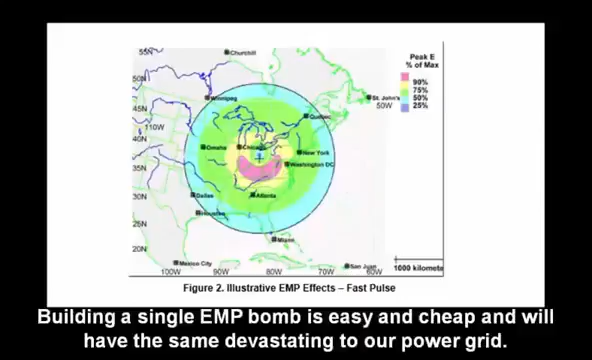 55N
Churchill
Peak E
% of Max
50N
90%
75%
50%
25%
Winnipeg
St. John's
50W
45N
Quebec
110W
40N
Omaha
Chicago
New York
Washington DC
35N
30N
Dallas
Atlanta
Houston
25N
Miami
20N
Mexico City
San Juan
100W
90W
80W
70W
60W
1000 kilomete
Figure 2. Illustrative EMP Effects – Fast Pulse
Building a single EMP bomb is easy and cheap and will
have the same devastating to our power grid.